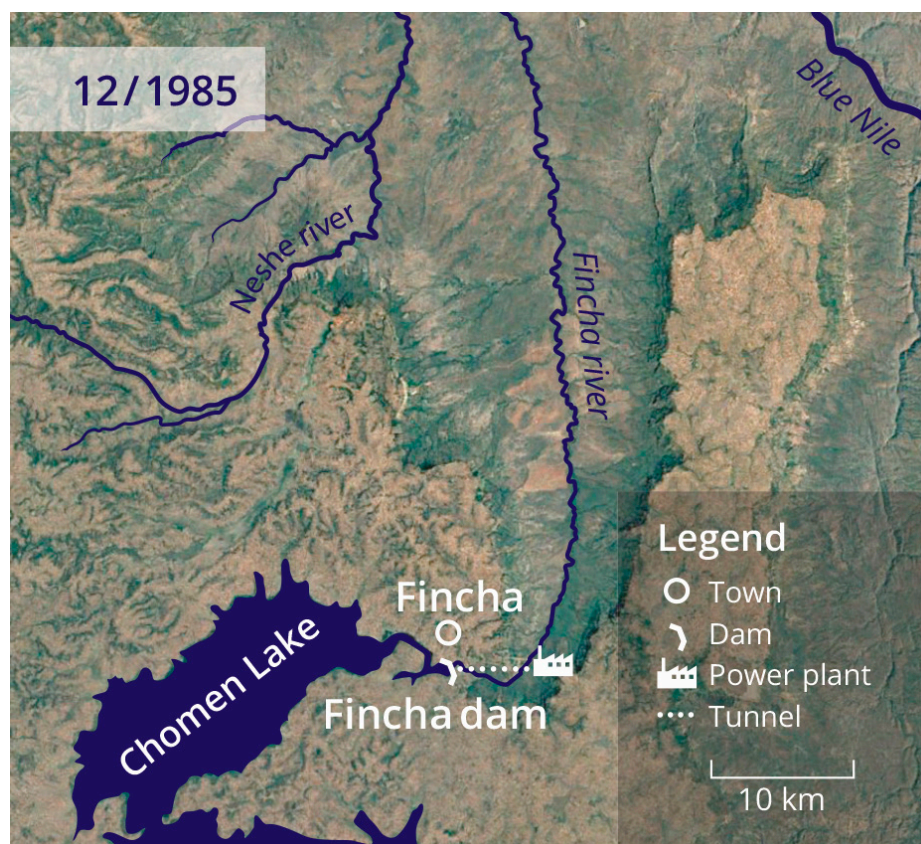 12/1985
Blue Nile
Neshe river
Fincha river
Fincha
Chomen Lake
Fincha dam
Legend
Town
Dam
Power plant
Tunnel
10 km